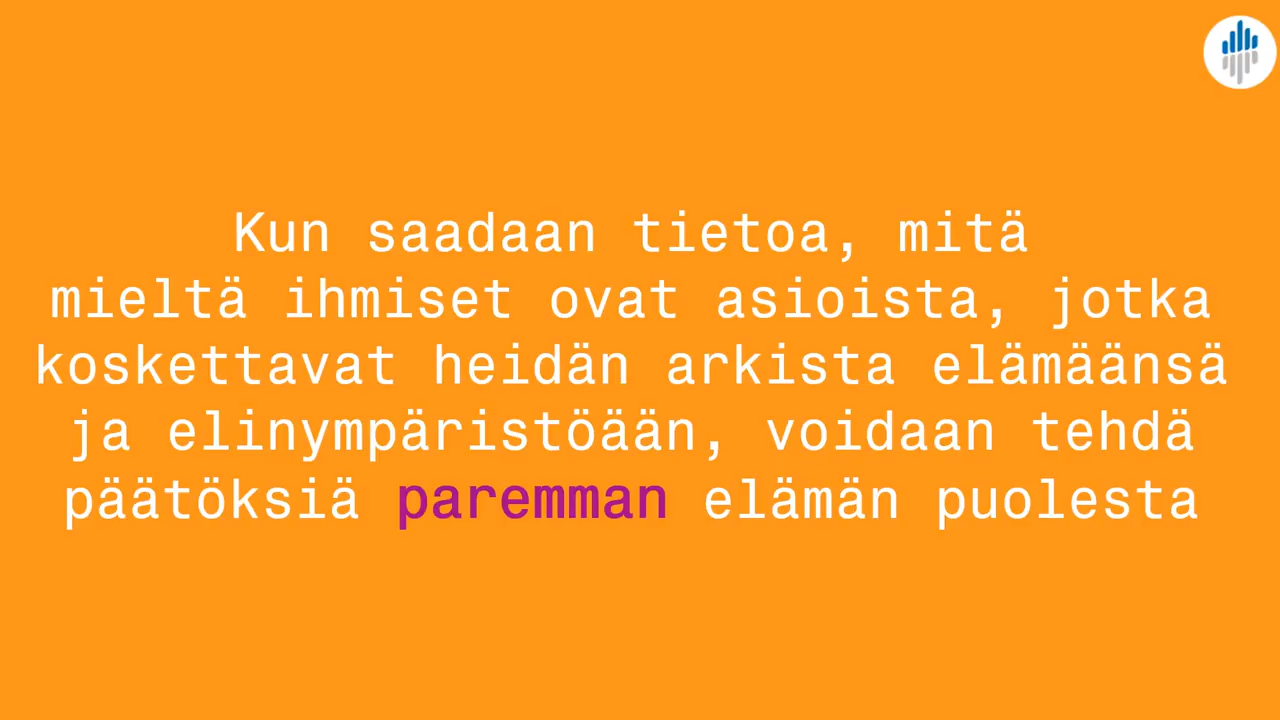 Kun saadaan tietoa, mitä
mieltä ihmiset ovat asioista, jotka
koskettavat heidän arkista elämäänsä
ja elinympäristöään, voidaan tehdä
päätöksiä paremman elämän puolesta